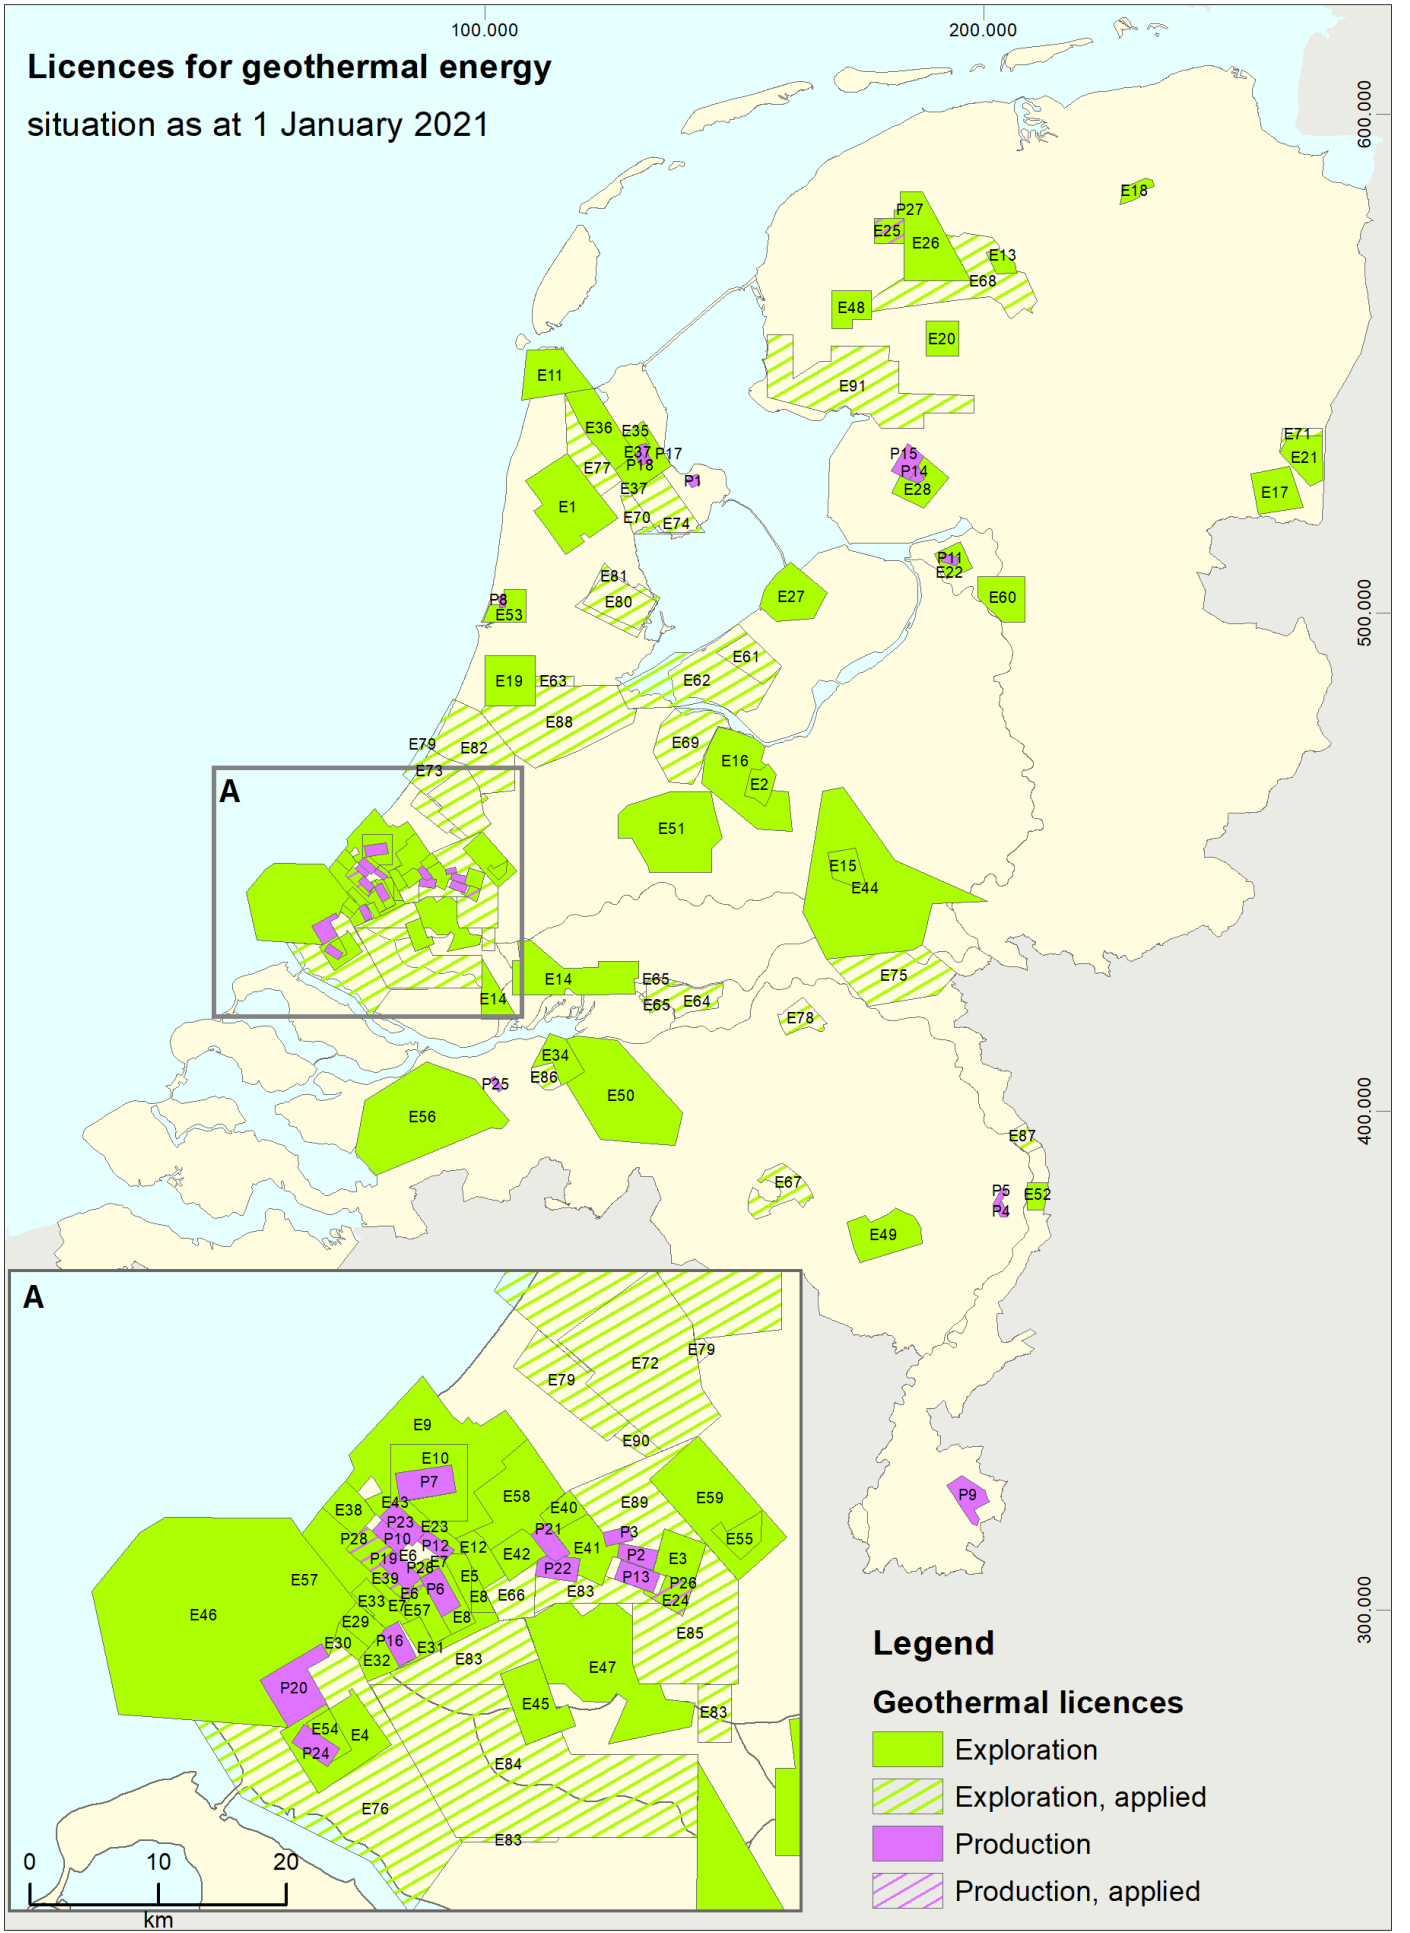 100.000
200.000
Licences for geothermal energy
situation as at 1 January 2021
600.000
E18
P27
E25
E26
E13
E68
E48
E20
E11
E91
E36
E35
E71
E37
P17
P15
E21
P18
E77
P14
P1
E37
E28
E17
E1
E70
E74
P11
E22
E81
E27
E60
P8
E80
E53
500.000
E61
E19
E63
E62
E88
E79
E82
E69
E73
E16
A
E2
E51
E15
E44
E14
E65
E75
E14
E65
E64
E78
E34
E86
P25
E50
E56
400.000
E87
E67
P5
E52
P4
E49
A
E79
E72
E79
E9
E90
E10
P7
E58
E59
E43
E89
E38
E40
P23
E23
P21
P3
P28
P10
P12
E12
E55
E41
P19
E6
E7
E42
P2
E3
P28
P22
E57
E39
E5
P13
P26
P6
E6
E8
E66
E83
E24
E33
E7
E57
E46
E29
E8
E85
E30
P16
E31
E32
E83
E47
P20
E45
E83
E54
E4
P24
E84
E76
E83
0
10
20
km
P9
300.000
Legend
Geothermal licences
Exploration
Exploration, applied
Production
Production, applied